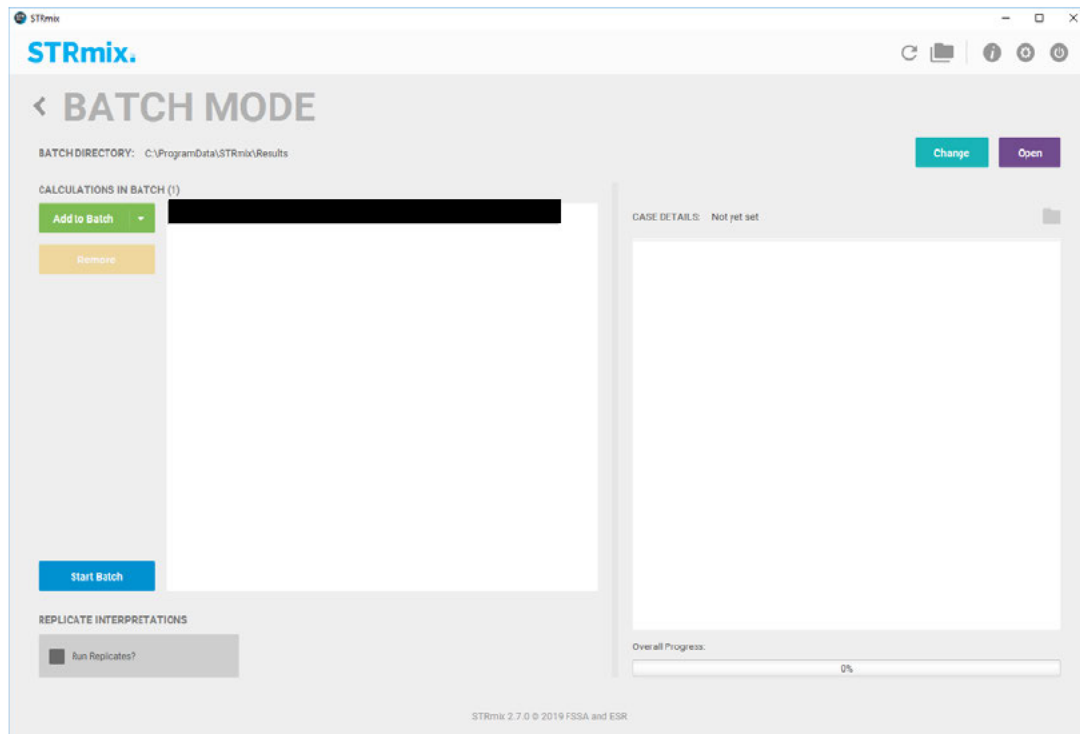 STRmix
STRmix.
BATCH MODE
BATCH DIRECTORY: C:\ProgramData\STRmix\Results
Change
Open
CALCULATIONS IN BATCH (1)
Add to Batch
CASE DETAILS: Not yet set
Remove
Start Batch
REPLICATE INTERPRETATIONS
Run Replicates?
Overall Progress:
0%
STRmix 2.7.0 © 2019 FSSA and ESR